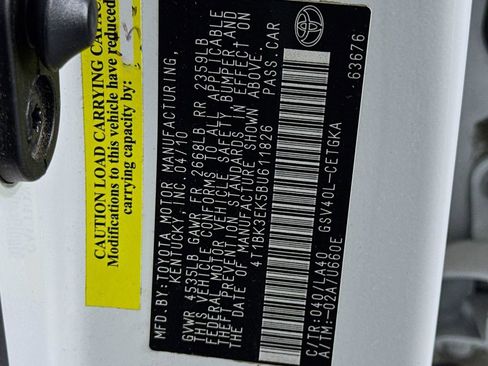 CAUTION LOAD CARRYING CAPA
Modifications to this vehicle have reduced
carrying capacity by:
MFD BY: TOYOTA MOTOR MANUFACTURING,
KENTUCKY, INC. 04/10
GVWR 4535LB GAWR FR 2668LB RR 2359LB
THIS VEHICLE CONFORMS TO ALL APPLICABLE
FEDERAL MOTOR VEHICLE SAFETY, BUMPER AND
THEFT PREVENTION STANDARDS IN EFFECT ON
THE DATE OF MANUFACTURE SHOWN ABOVE.
4T1BK3EK5BU611826 PASS.CAR
63676
C/TR:040/LA40 GSV40L-CETGKA
A/TM:-02A/U660E